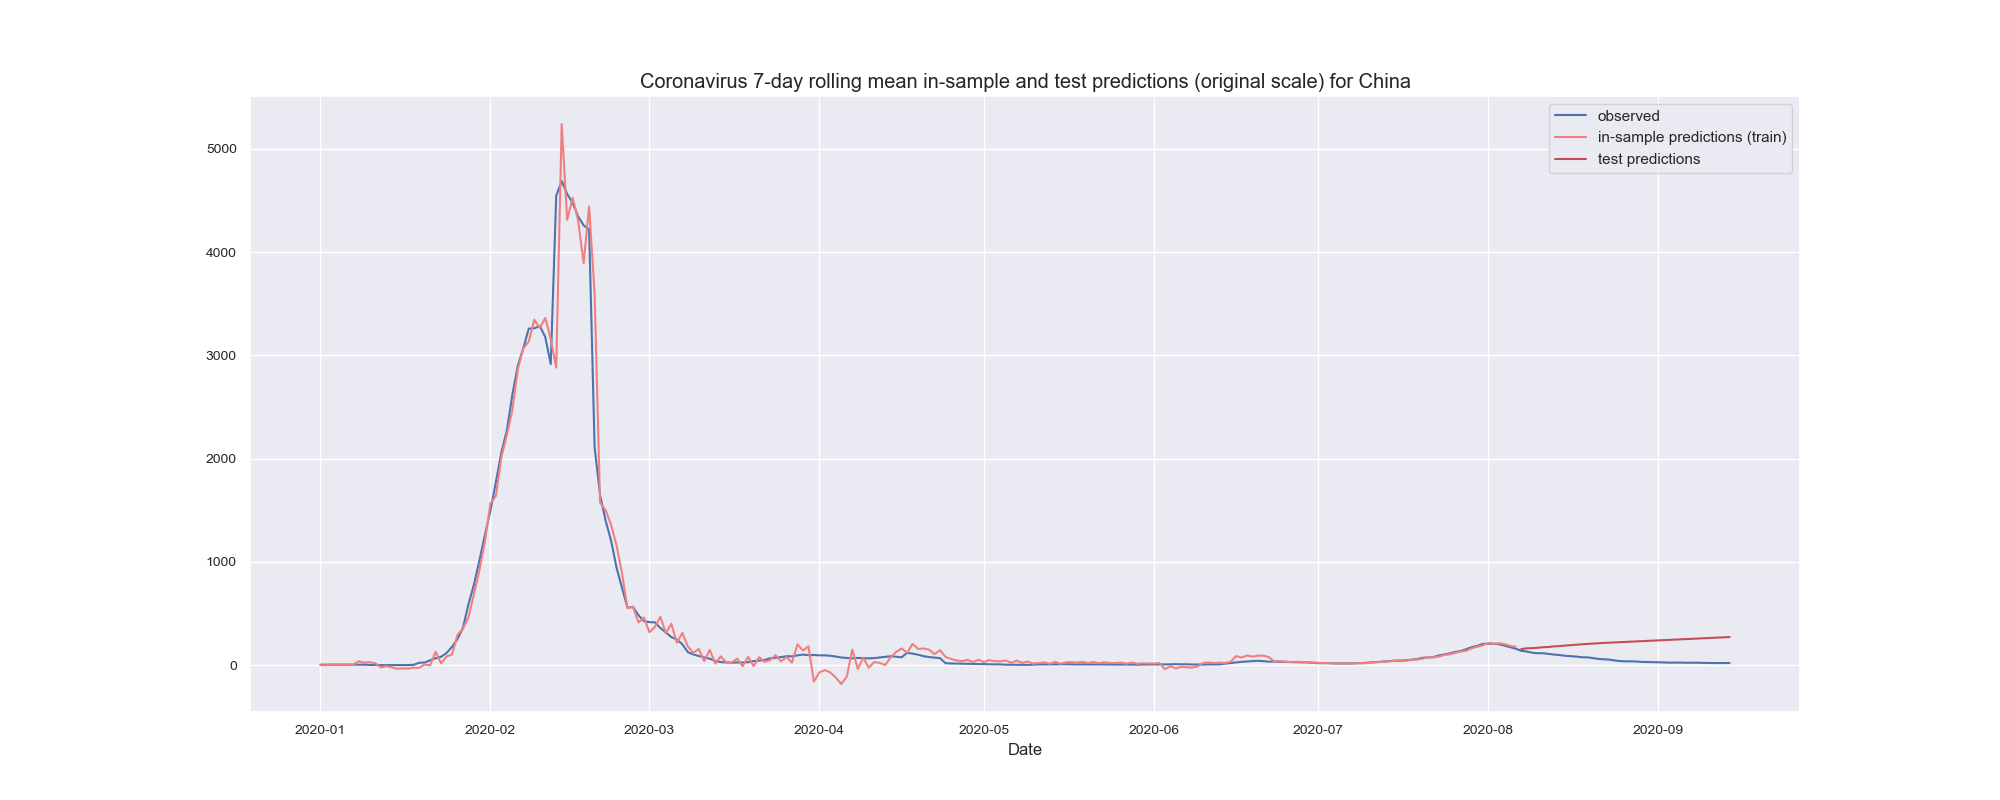 Coronavirus 7-day rolling mean in-sample and test predictions (original scale) for China
observed
in-sample predictions (train)
test predictions
5000
4000
3000
2000
1000
0
2020-01 2020-02 2020-03 2020-04 2020-05 2020-06 2020-07 2020-08 2020-09
Date